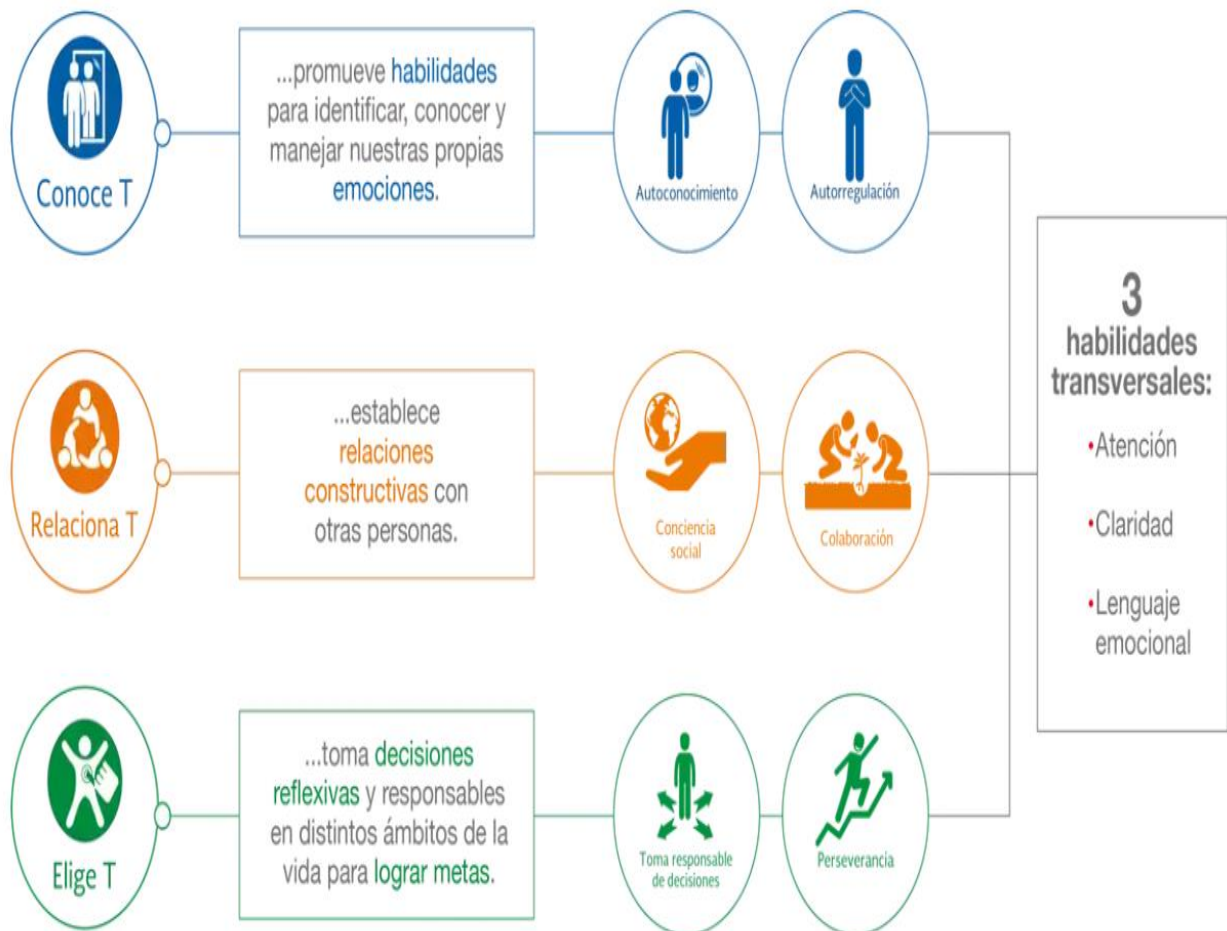 Conoce T
...promueve habilidades
para identificar, conocer y
manejar nuestras propias
emociones.
Autoconocimiento
Autorregulación
Relaciona T
...establece
relaciones
constructivas con
otras personas.
Conciencia
social
Colaboración
Elige T
...toma decisiones
reflexivas y responsables
en distintos ámbitos de la
vida para lograr metas.
Toma responsable
de decisiones
Perseverancia
3
habilidades
transversales:
•Atención
•Claridad
•Lenguaje
emocional